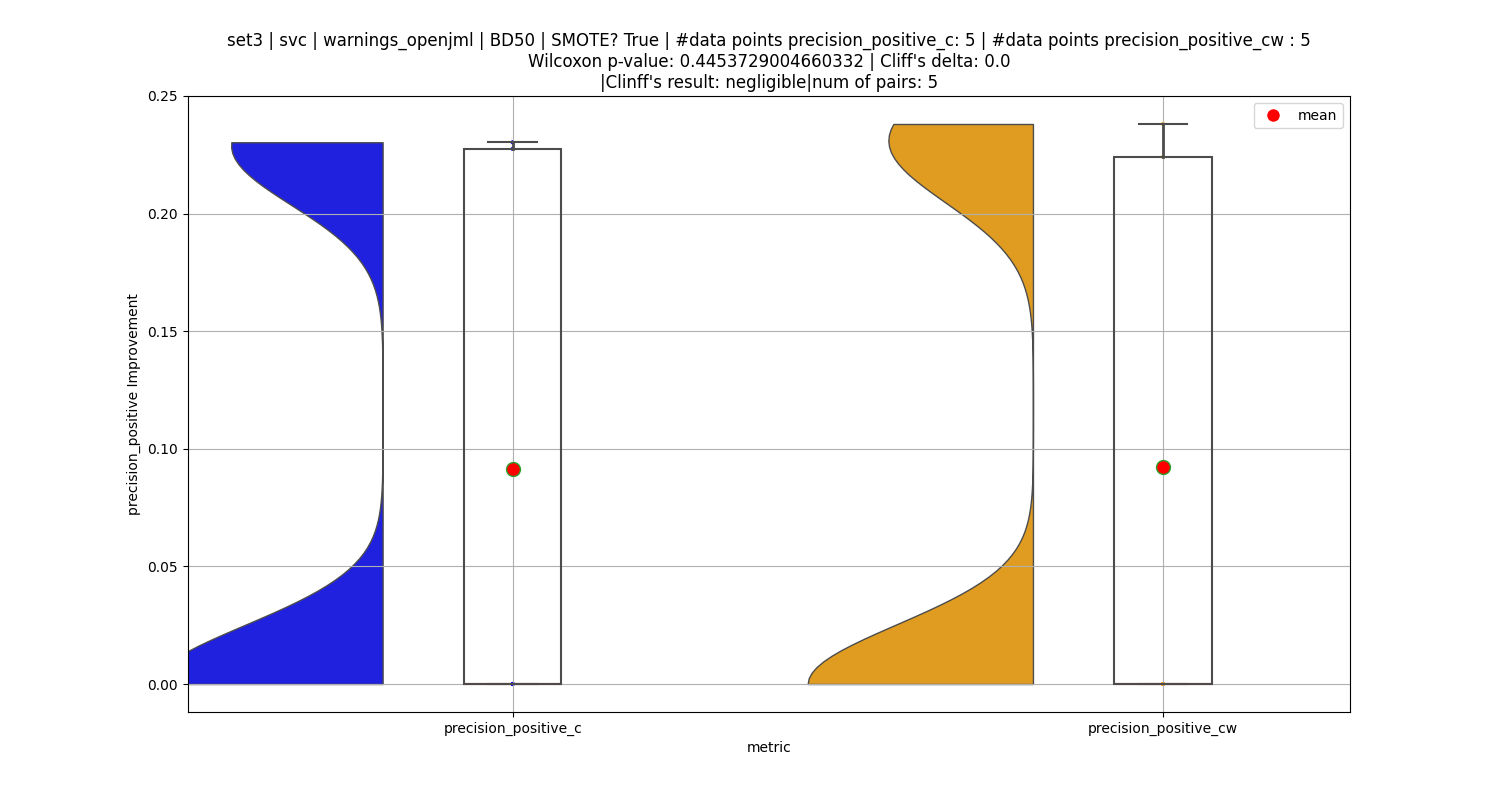 set3 | svc | warnings_openjml | BD50 | SMOTE? True | #data points precision_positive_c: 5 | #data points precision_positive_cw : 5
Wilcoxon p-value: 0.4453729004660332 | Cliff's delta: 0.0
|Clinff's result: negligible|num of pairs: 5
mean
0.25
0.20
0.15
0.10
0.05
0.00
precision_positive Improvement
precision_positive_c
precision_positive_cw
metric